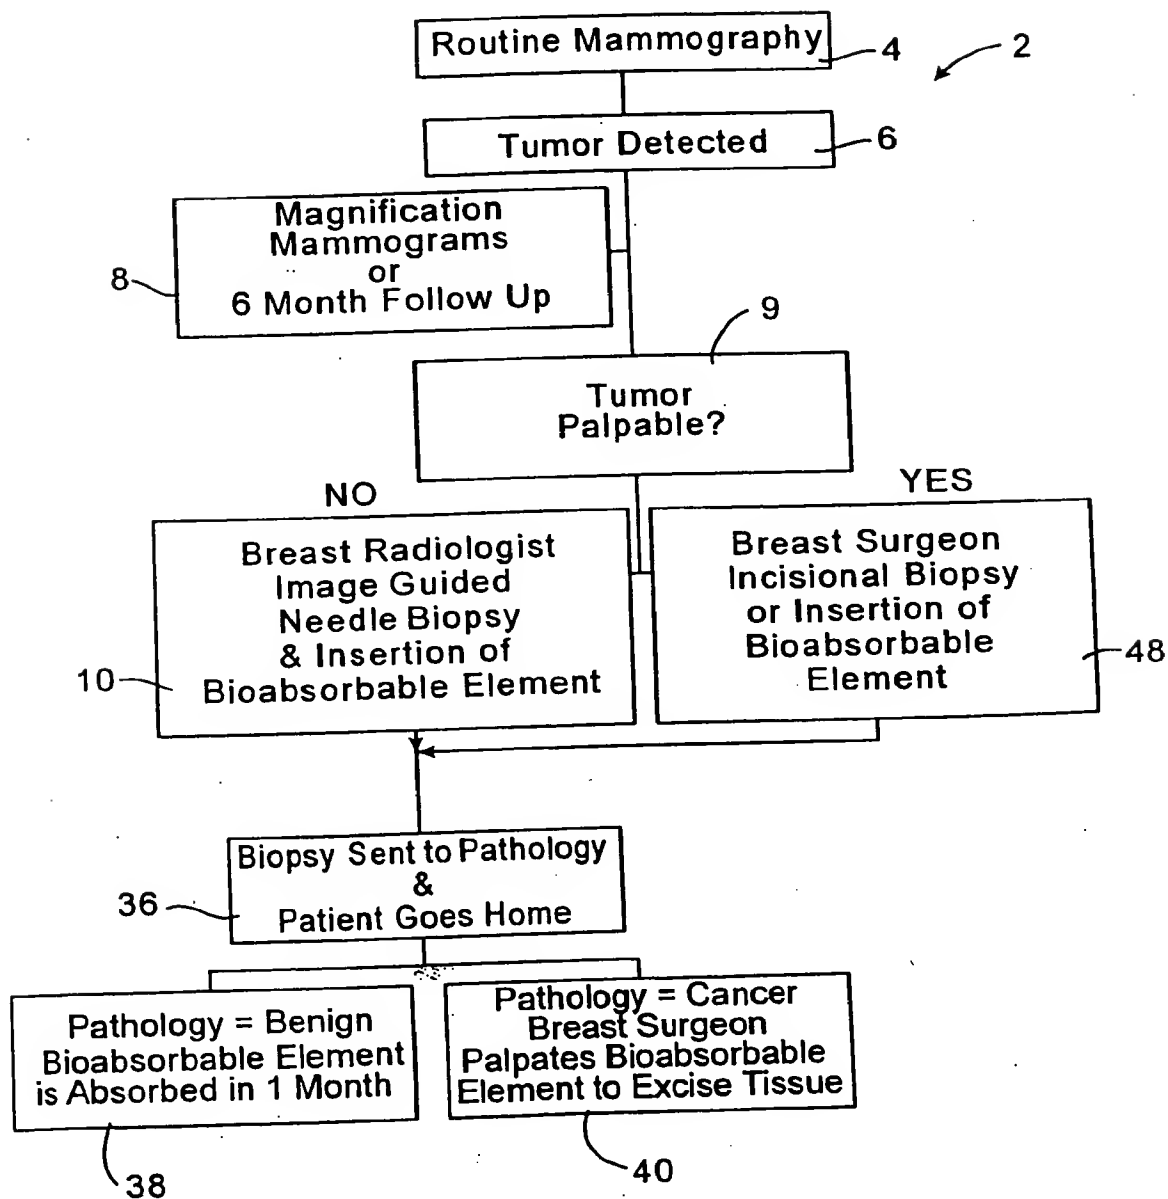 Routine Mammography
4
2
Tumor Detected
6
Magnification
Mammograms
or
6 Month Follow Up
8
9
Tumor
Palpable?
NO
YES
Breast Radiologist
Image Guided
Needle Biopsy
& Insertion of
Bioabsorbable Element
10
Breast Surgeon
Incisional Biopsy
or Insertion of
Bioabsorbable
Element
48
Biopsy Sent to Pathology
&
Patient Goes Home
36
Pathology = Benign
Bioabsorbable Element
is Absorbed in 1 Month
38
Pathology = Cancer
Breast Surgeon
Palpates Bioabsorbable
Element to Excise Tissue
40